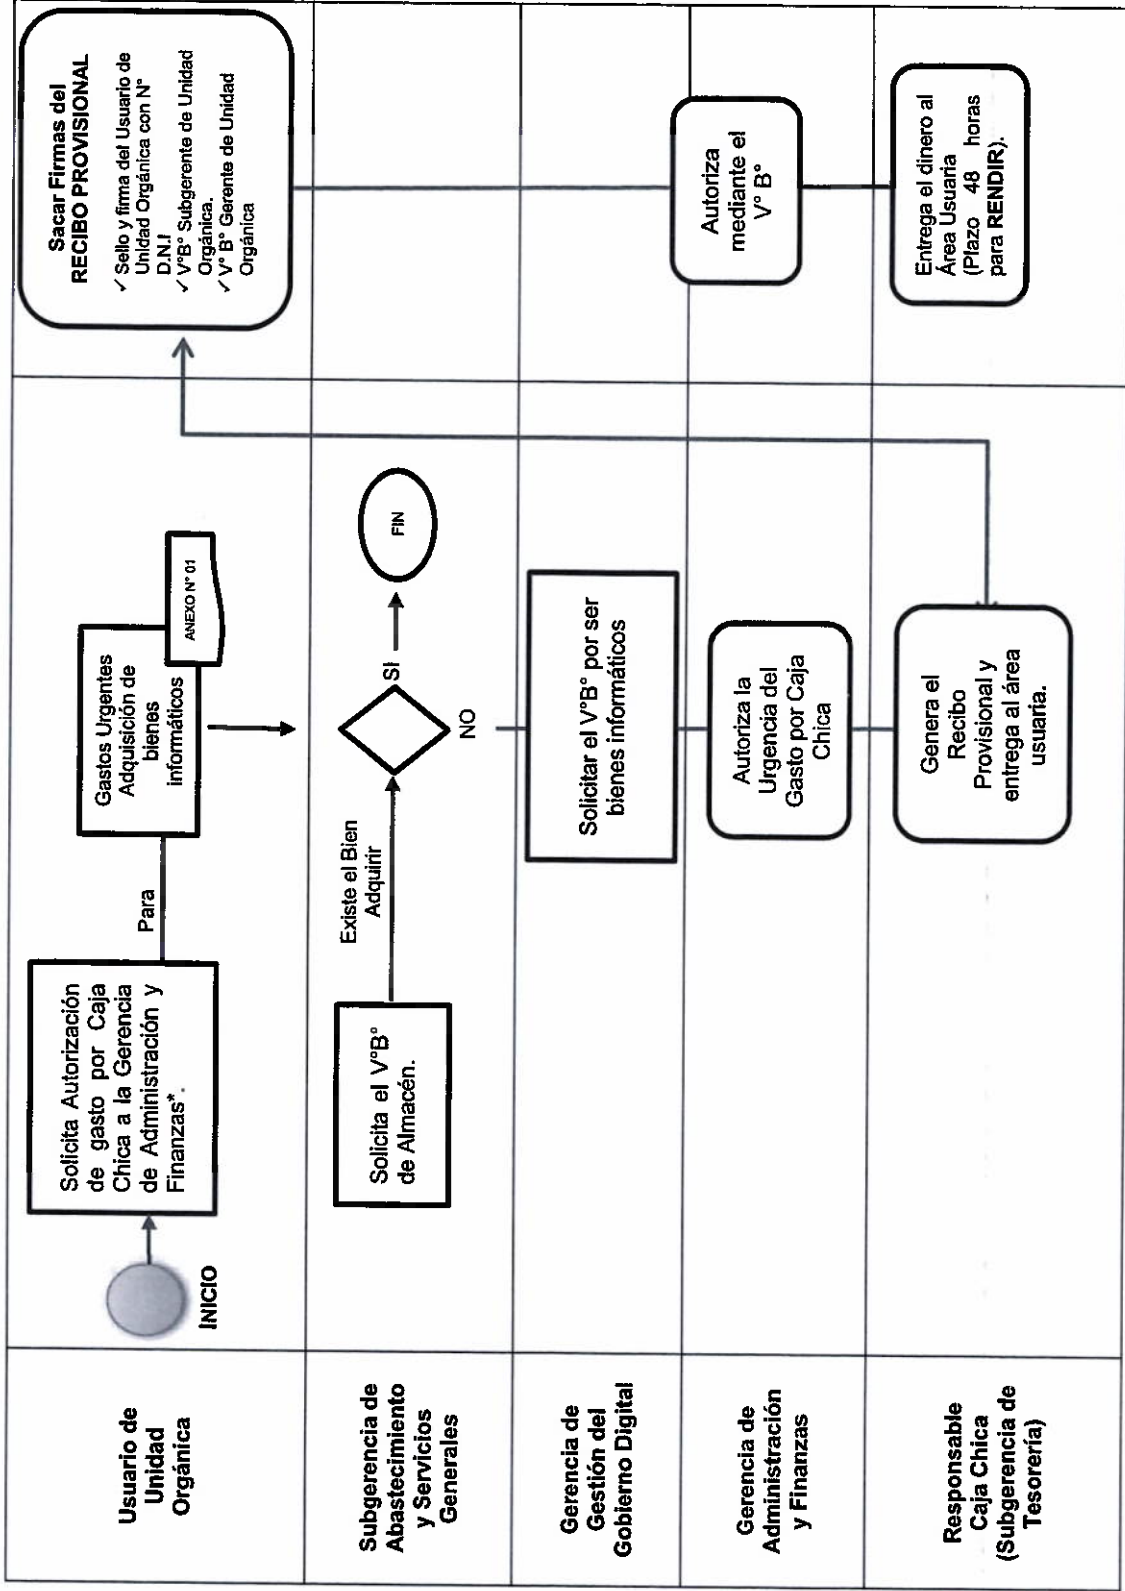 Usuario de
Unidad
Orgánica
INICIO
Solicita Autorización
de gasto por Caja
Chica a la Gerencia
de Administración y
Finanzas*.
Para
Gastos Urgentes
Adquisición de
bienes
informáticos
ANEXO N° 01
Sacar Firmas del
RECIBO PROVISIONAL
✓ Sello y firma del Usuario de
Unidad Orgánica con N°
D.N.I
✓ V°B° Subgerente de Unidad
Orgánica.
✓ V° B° Gerente de Unidad
Orgánica
Subgerencia de
Abastecimiento
y Servicios
Generales
Solicita el V°B°
de Almacén.
Existe el Bien
Adquirir
SI
NO
FIN
Gerencia de
Gestión del
Gobierno Digital
Solicitar el V°B° por ser
bienes informáticos
Gerencia de
Administración
y Finanzas
Autoriza la
Urgencia del
Gasto por Caja
Chica
Autoriza
mediante el
V° B°
Responsable
Caja Chica
(Subgerencia de
Tesorería)
Genera el
Recibo
Provisional y
entrega al área
usuaria.
Entrega el dinero al
Área Usuaria
(Plazo 48 horas
para RENDIR).